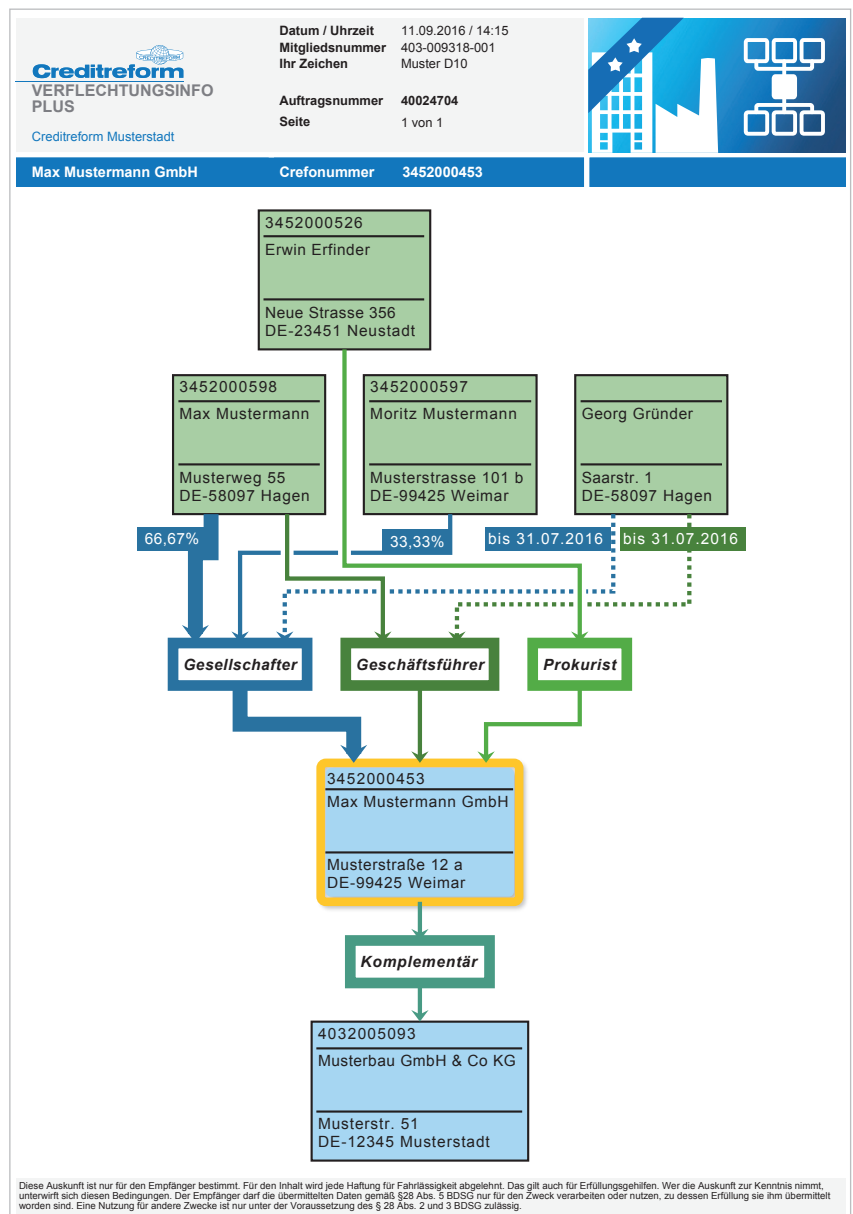 CREDITREFORM
Creditreform
VERFLECHTUNGSINFO
PLUS
Creditreform Musterstadt
Datum / Uhrzeit 11.09.2016 / 14:15
Mitgliedsnummer 403-009318-001
Ihr Zeichen Muster D10
Auftragsnummer 40024704
Seite 1 von 1
Max Mustermann GmbH Crefonummer 3452000453
3452000526
Erwin Erfinder
Neue Strasse 356
DE-23451 Neustadt
3452000598
Max Mustermann
Musterweg 55
DE-58097 Hagen
3452000597
Moritz Mustermann
Musterstrasse 101 b
DE-99425 Weimar
Georg Gründer
Saarstr. 1
DE-58097 Hagen
66,67%
33,33%
bis 31.07.2016
bis 31.07.2016
Gesellschafter
Geschäftsführer
Prokurist
3452000453
Max Mustermann GmbH
Musterstraße 12 a
DE-99425 Weimar
Komplementär
4032005093
Musterbau GmbH & Co KG
Musterstr. 51
DE-12345 Musterstadt
Diese Auskunft ist nur für den Empfänger bestimmt. Für den Inhalt wird jede Haftung für Fahrlässigkeit abgelehnt. Das gilt auch für Erfüllungsgehilfen. Wer die Auskunft zur Kenntnis nimmt,
unterwirft sich diesen Bedingungen. Der Empfänger darf die übermittelten Daten gemäß §28 Abs. 5 BDSG nur für den Zweck verarbeiten oder nutzen, zu dessen Erfüllung sie ihm übermittelt
worden sind. Eine Nutzung für andere Zwecke ist nur unter der Voraussetzung des § 28 Abs. 2 und 3 BDSG zulässig.